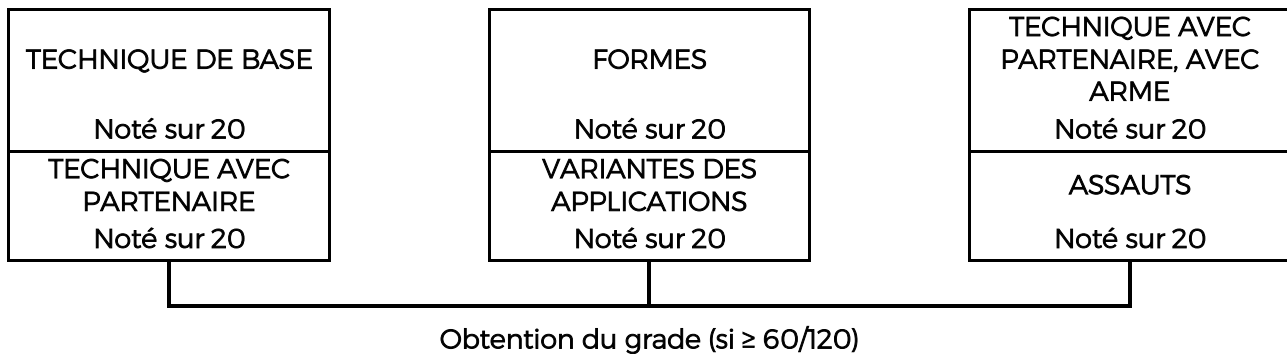 TECHNIQUE DE BASE
Noté sur 20
TECHNIQUE AVEC
PARTENAIRE
Noté sur 20
FORMES
Noté sur 20
VARIANTES DES
APPLICATIONS
Noté sur 20
TECHNIQUE AVEC
PARTENAIRE, AVEC
ARME
Noté sur 20
ASSAUTS
Noté sur 20
Obtention du grade (si ≥ 60/120)